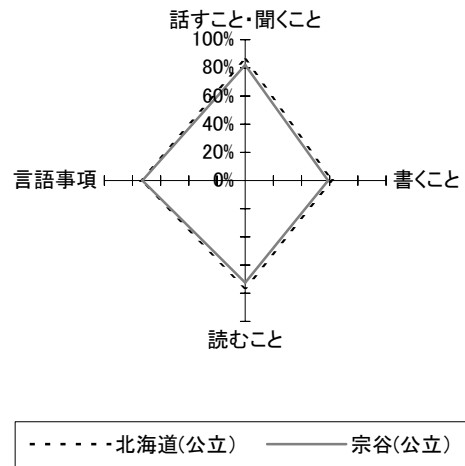 話すこと・聞くこと
100%
80%
60%
40%
20%
0%
言語事項
書くこと
読むこと
北海道(公立)
宗谷(公立)